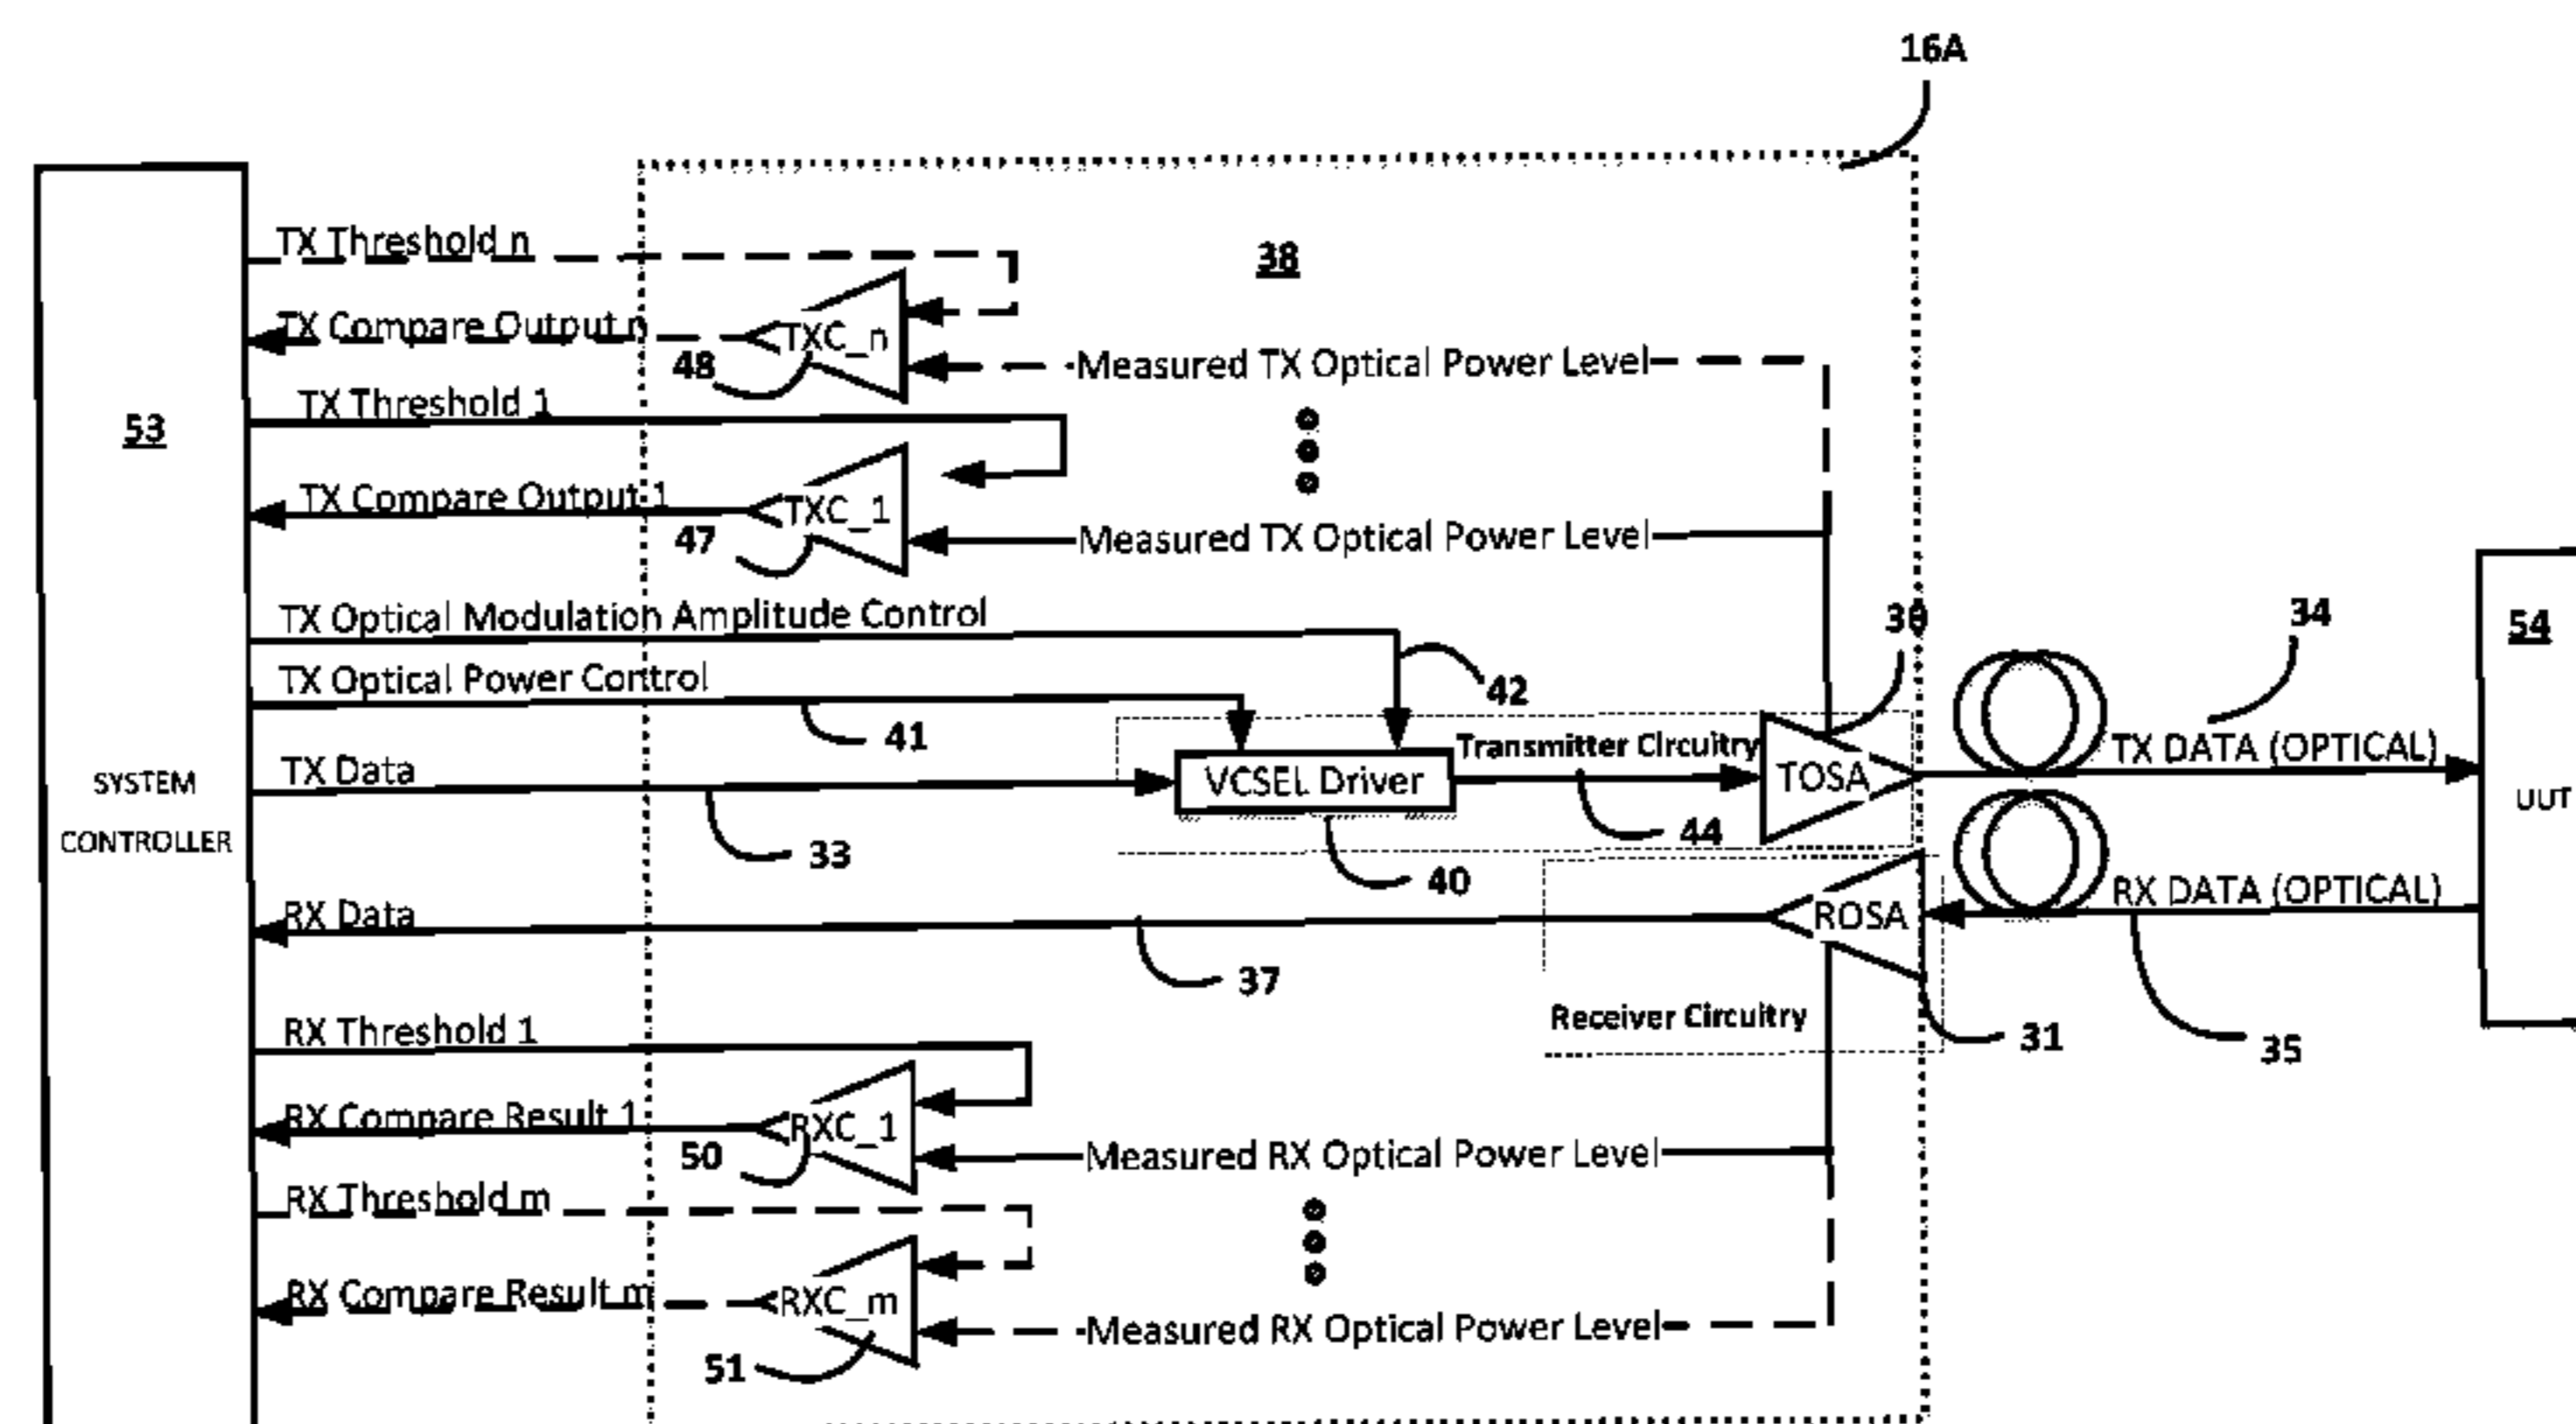 16A
TX Threshold n
38
TX Compare Output n
TXC_n
48
Measured TX Optical Power Level
TX Threshold 1
53
TX Compare Output 1
TXC_1
47
Measured TX Optical Power Level
TX Optical Modulation Amplitude Control
30
34
54
TX Optical Power Control
42
41
Transmitter Circuitry
TX DATA (OPTICAL)
TX Data
VCSEL Driver
TOSA
SYSTEM
CONTROLLER
UUT
33
44
40
RX Data
ROSA
RX DATA (OPTICAL)
37
Receiver Circuitry
31
35
RX Threshold 1
RX Compare Result 1
RXC_1
50
Measured RX Optical Power Level
RX Threshold m
RX Compare Result m
RXC_m
Measured RX Optical Power Level
51